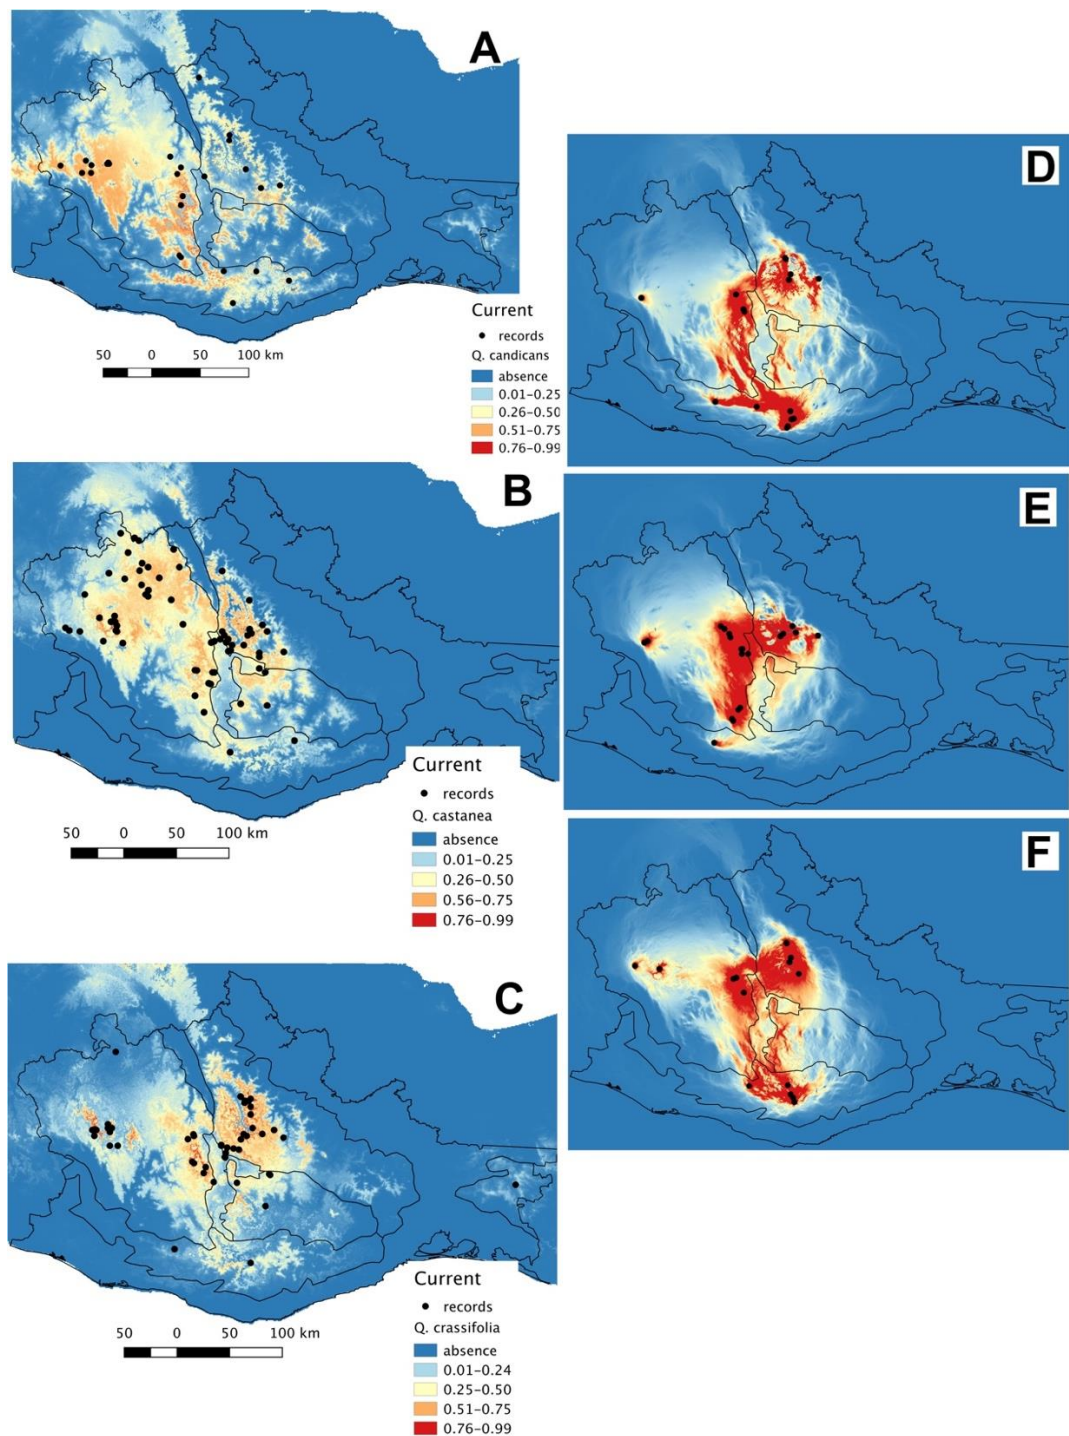 A
Current
records
Q. candicans
absence
0.01–0.25
0.26–0.50
0.51–0.75
0.76–0.99
50 0 50 100 km
D
B
Current
records
Q. castanea
absence
0.01–0.25
0.26–0.50
0.56–0.75
0.76–0.99
50 0 50 100 km
E
C
Current
records
Q. crassifolia
absence
0.01–0.24
0.25–0.50
0.51–0.75
0.76–0.99
50 0 50 100 km
F